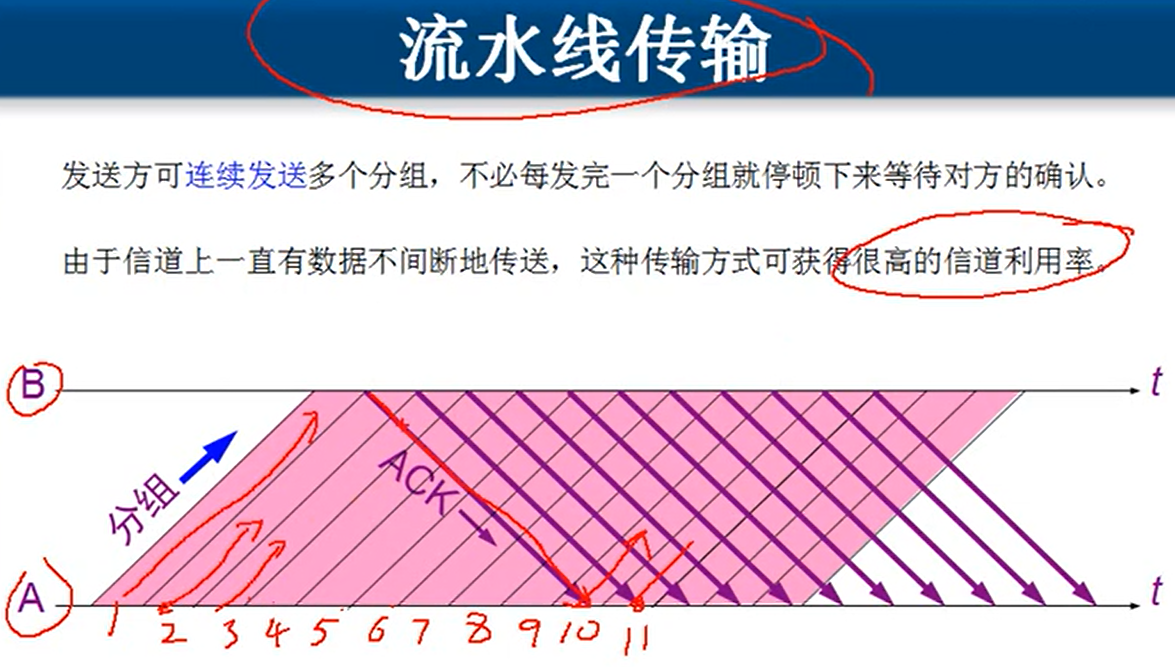 流水线传输
发送方可连续发送多个分组，不必每发完一个分组就停顿下来等待对方的确认。
由于信道上一直有数据不间断地传送，这种传输方式可获得很高的信道利用率。
B
t
分组
ACK
A
t
1 2 3 4 5 6 7 8 9 10 11